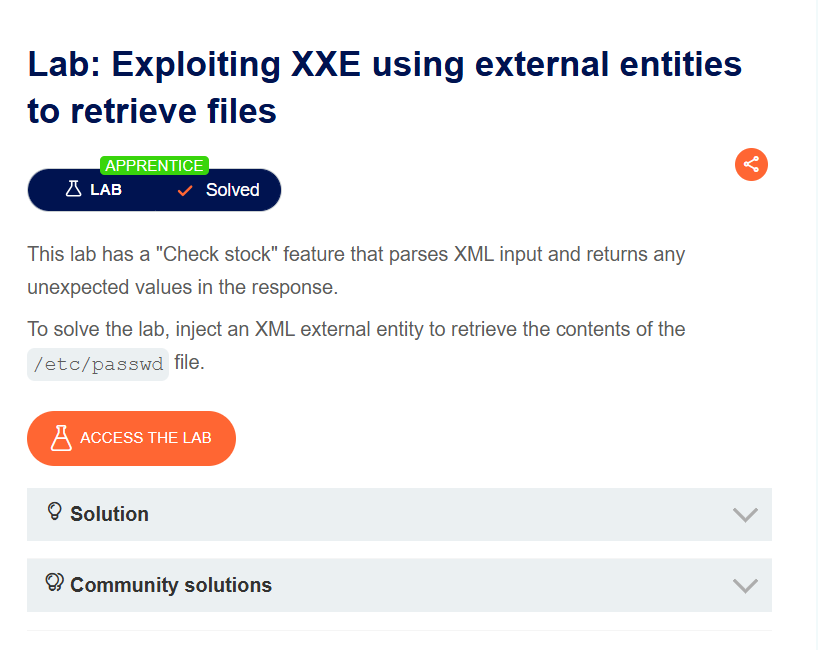 Lab: Exploiting XXE using external entities
to retrieve files
APPRENTICE
LAB Solved
This lab has a "Check stock" feature that parses XML input and returns any
unexpected values in the response.
To solve the lab, inject an XML external entity to retrieve the contents of the
/etc/passwd file.
ACCESS THE LAB
Solution
Community solutions